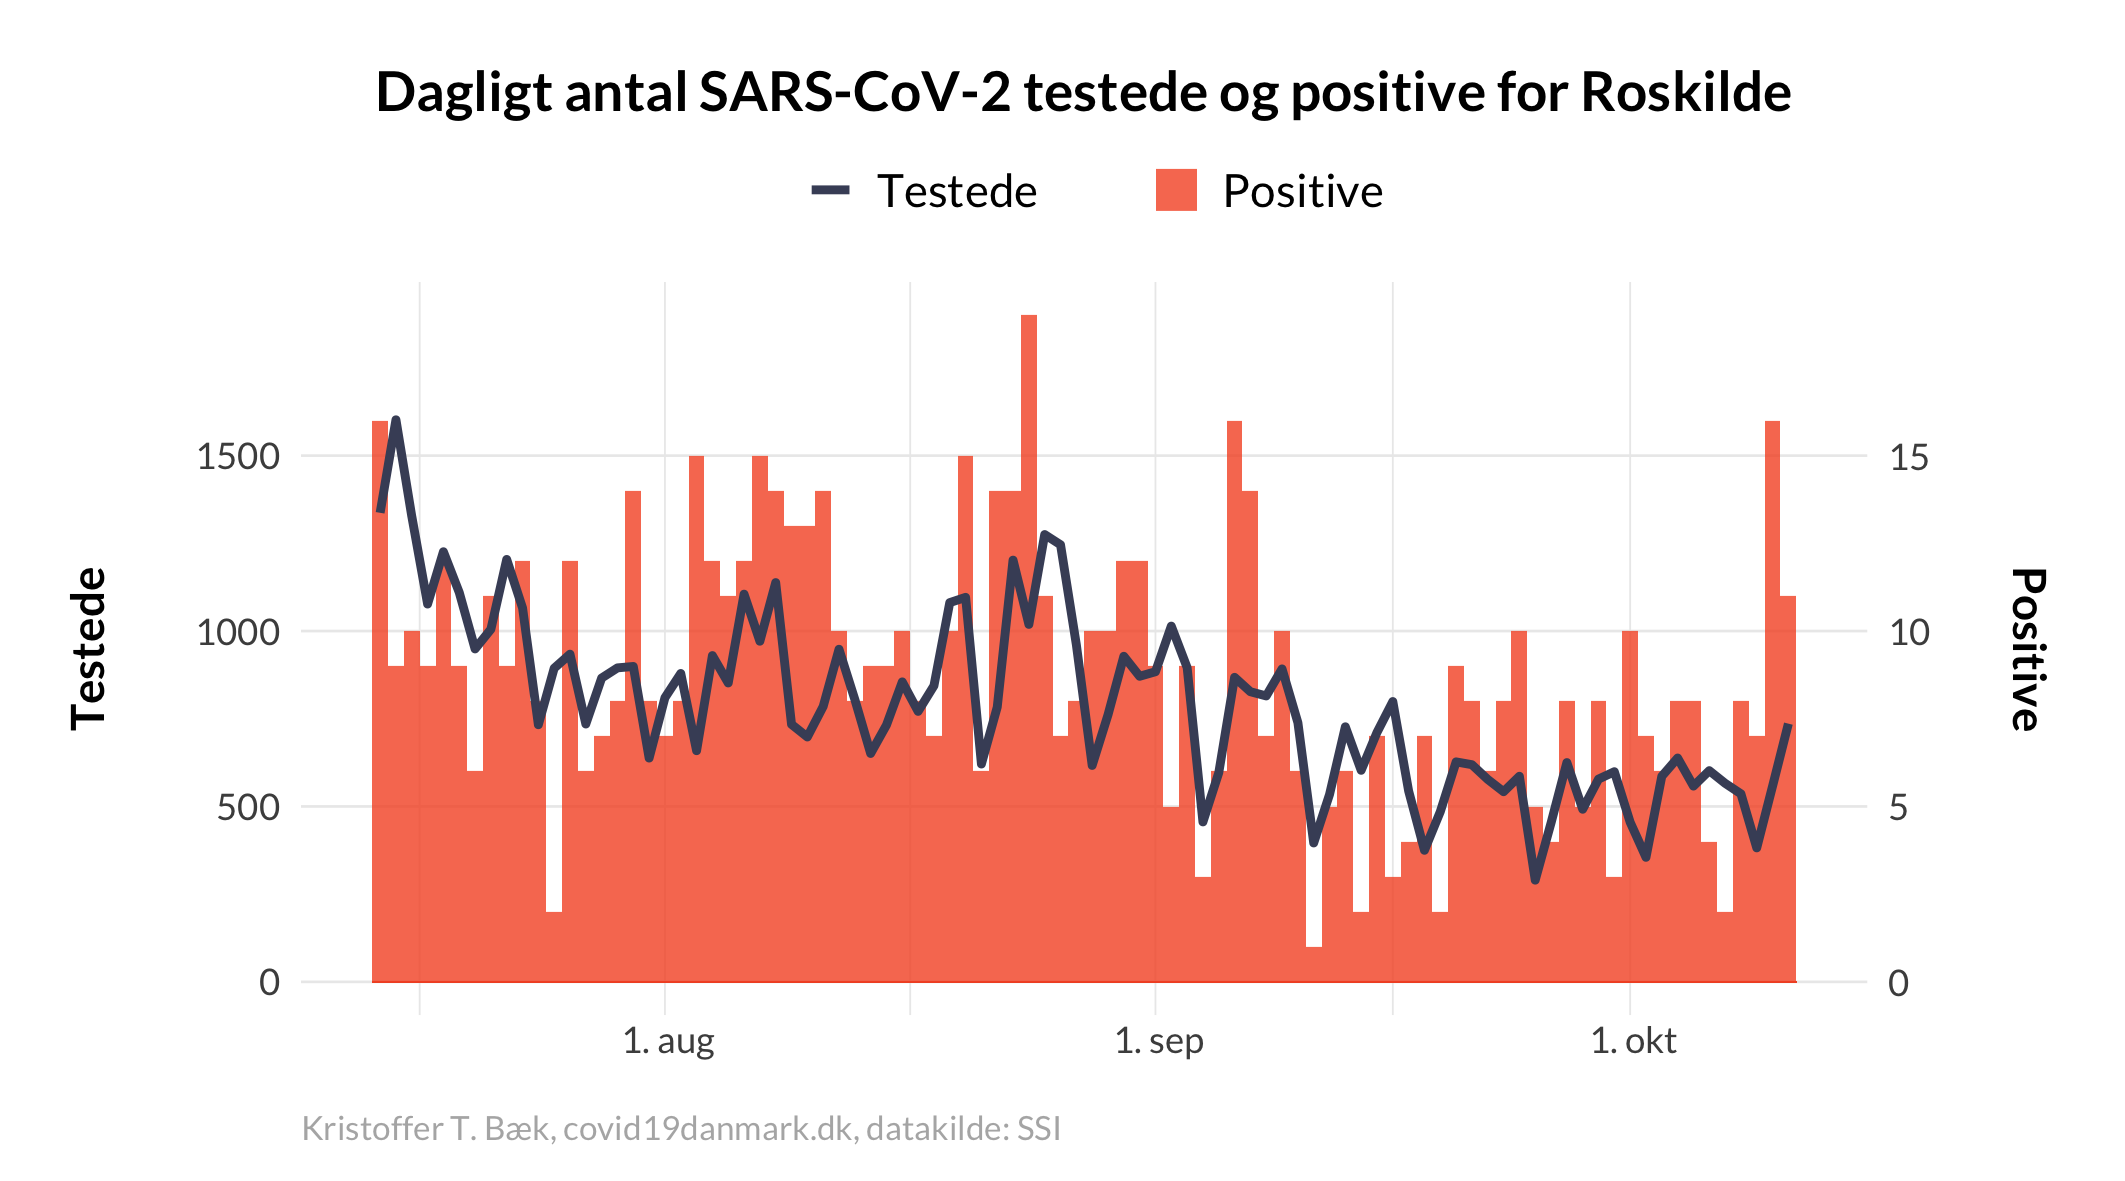 Dagligt antal SARS-CoV-2 testede og positive for Roskilde
Testede Positive
Testede
1500
1000
500
0
15
10
5
0
Positive
1. aug 1. sep 1. okt
Kristoffer T. Bæk, covid19danmark.dk, datakilde: SSI